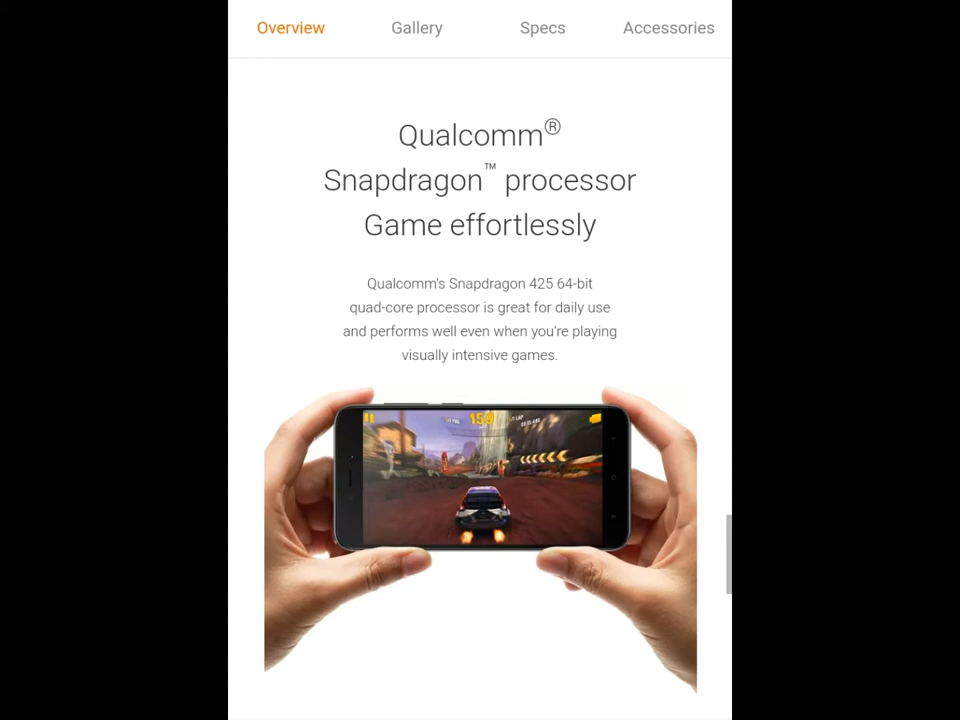 Overview Gallery Specs Accessories
Qualcomm®
Snapdragon™ processor
Game effortlessly
Qualcomm's Snapdragon 425 64-bit
quad-core processor is great for daily use
and performs well even when you're playing
visually intensive games.